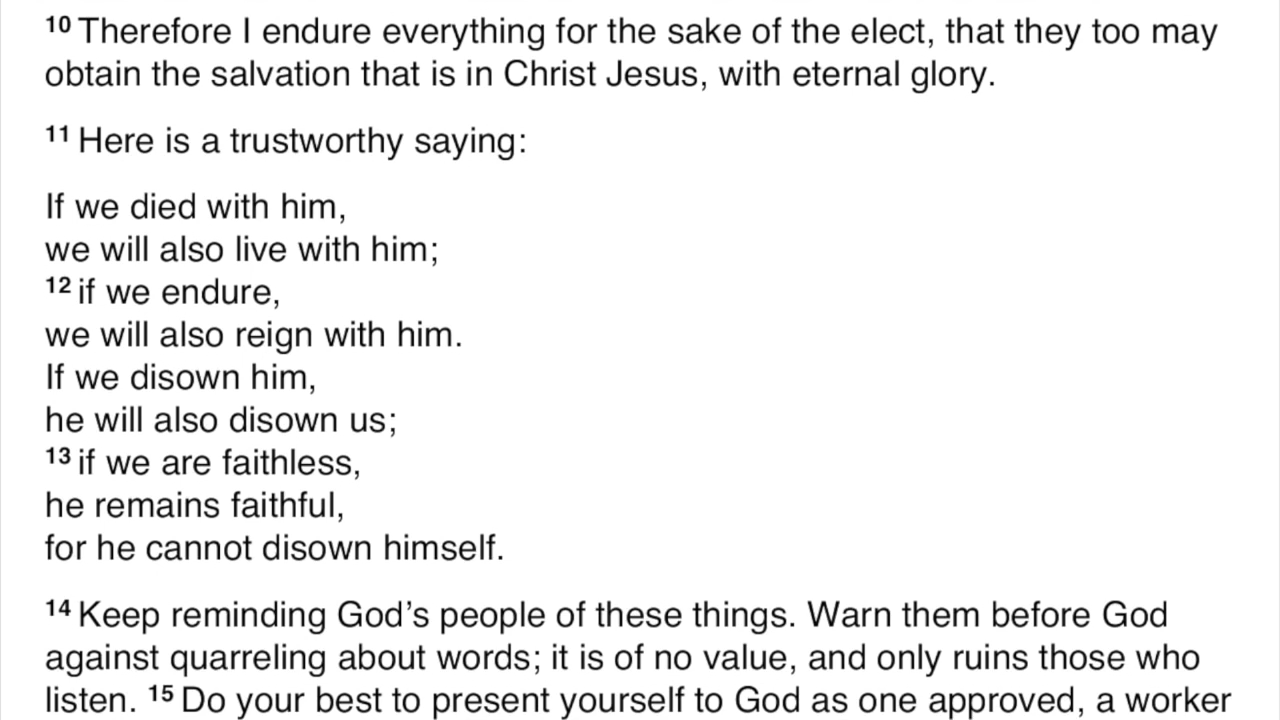 10 Therefore I endure everything for the sake of the elect, that they too may
obtain the salvation that is in Christ Jesus, with eternal glory.
11 Here is a trustworthy saying:
If we died with him,
we will also live with him;
12 if we endure,
we will also reign with him.
If we disown him,
he will also disown us;
13 if we are faithless,
he remains faithful,
for he cannot disown himself.
14 Keep reminding God’s people of these things. Warn them before God
against quarreling about words; it is of no value, and only ruins those who
listen. 15 Do your best to present yourself to God as one approved, a worker